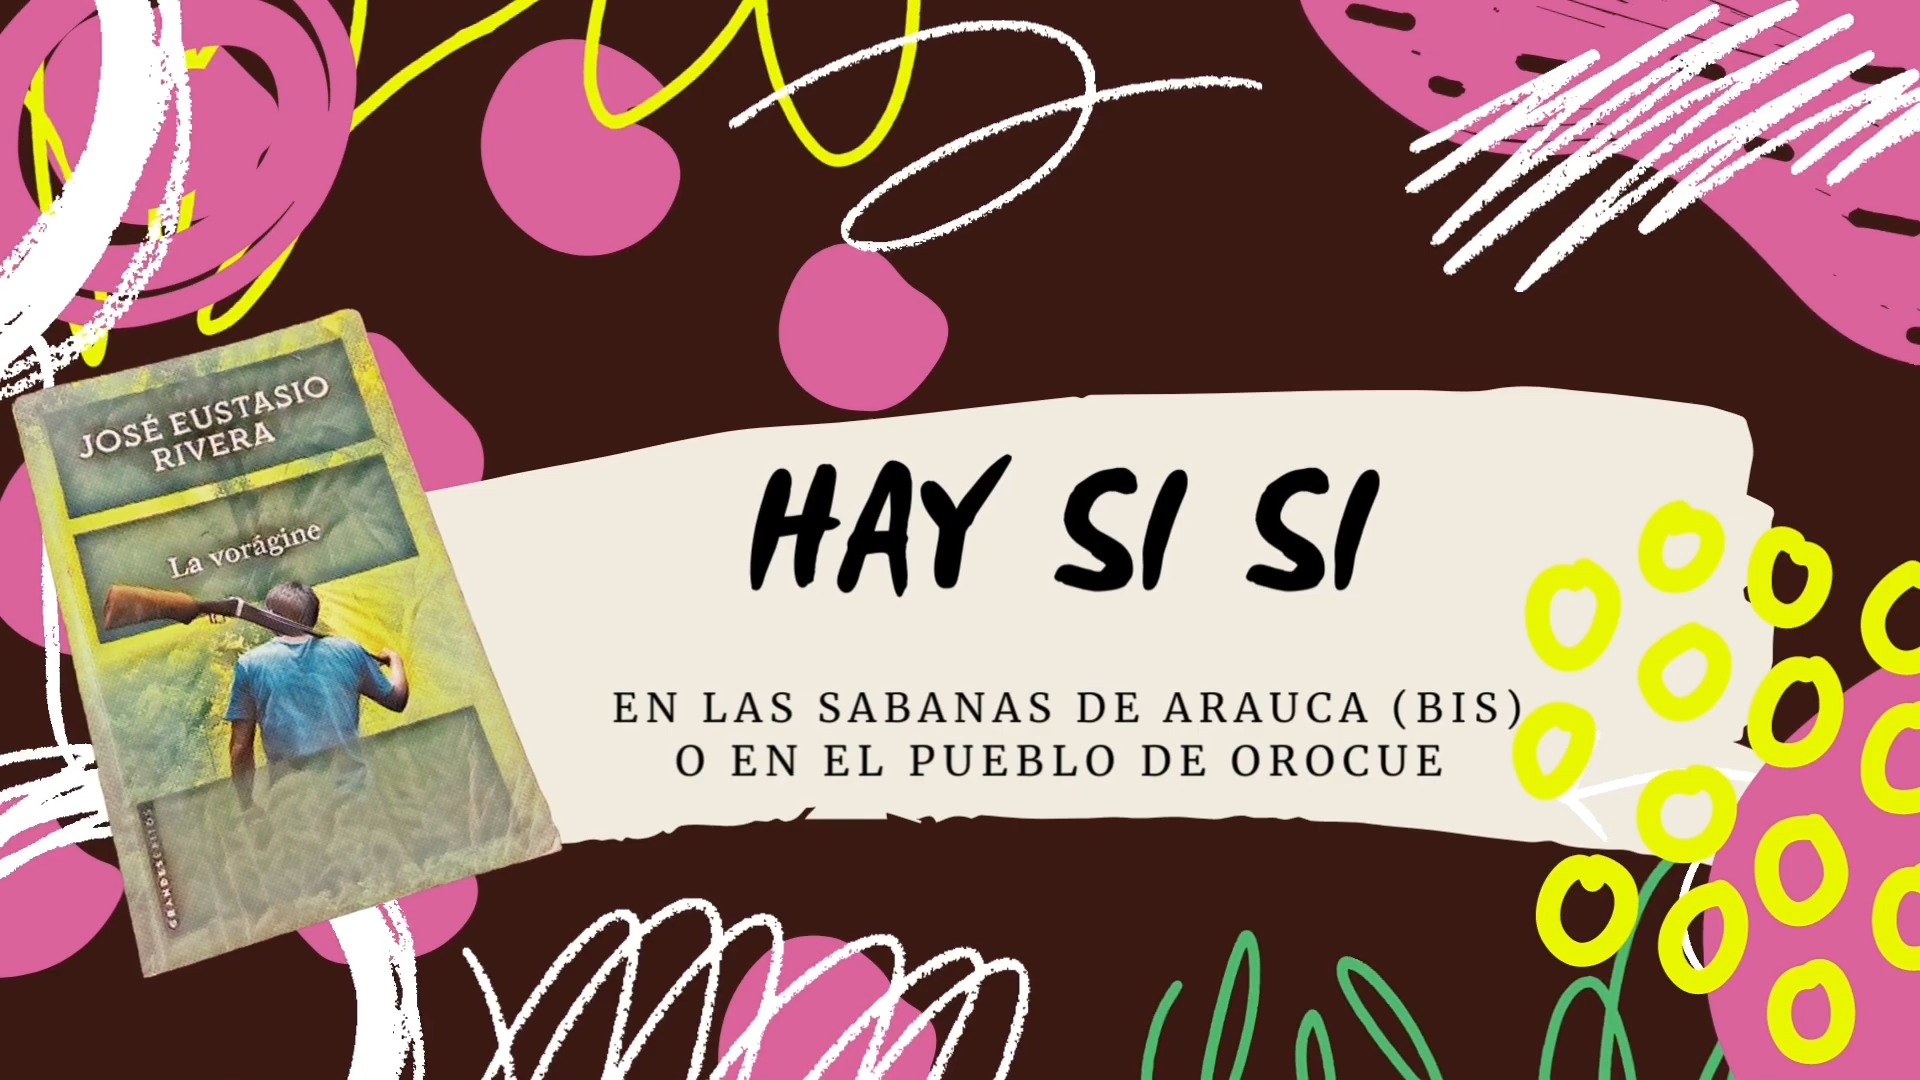 JOSÉ EUSTASIO
RIVERA
La vorágine
HAY SI SI
EN LAS SABANAS DE ARAUCA (BIS)
O EN EL PUEBLO DE OROCUE